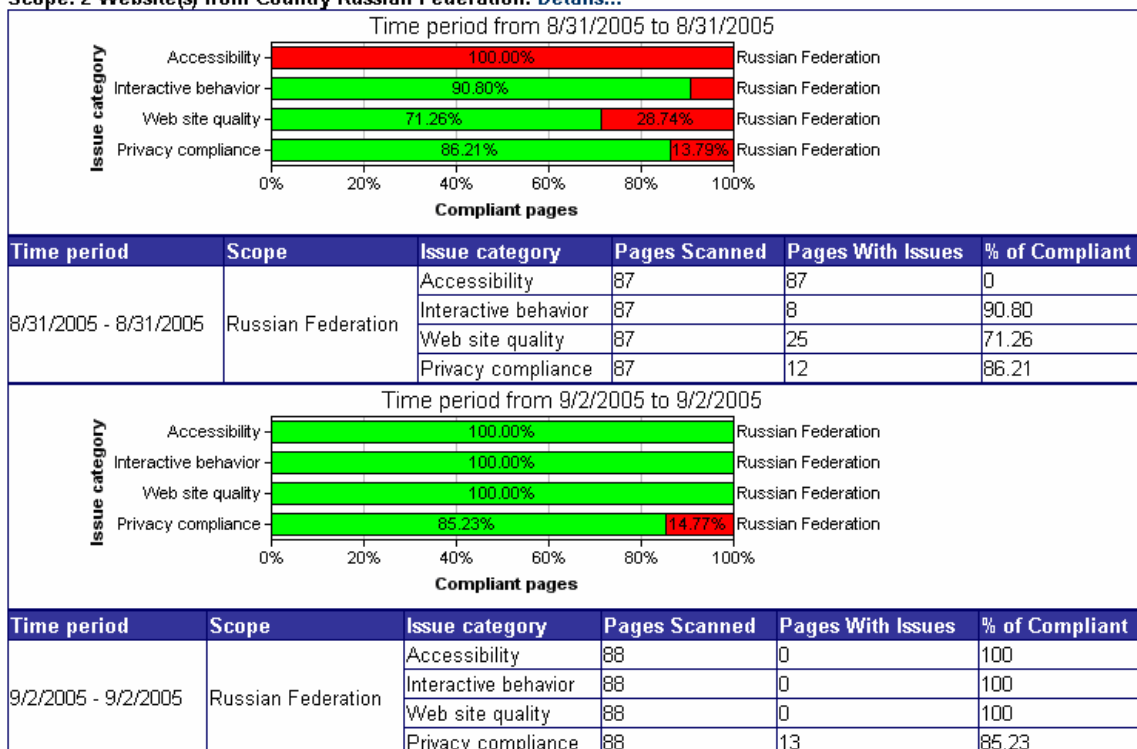 Scope: 2 Website(s) from Country Russian Federation. Details...
Time period from 8/31/2005 to 8/31/2005
Issue category
Accessibility 100.00% Russian Federation
Interactive behavior 90.80% Russian Federation
Web site quality 71.26% 28.74% Russian Federation
Privacy compliance 86.21% 13.79% Russian Federation
0% 20% 40% 60% 80% 100%
Compliant pages
Time period Scope Issue category Pages Scanned Pages With Issues % of Compliant
8/31/2005 - 8/31/2005 Russian Federation
Accessibility 87 87 0
Interactive behavior 87 8 90.80
Web site quality 87 25 71.26
Privacy compliance 87 12 86.21
Time period from 9/2/2005 to 9/2/2005
Issue category
Accessibility 100.00% Russian Federation
Interactive behavior 100.00% Russian Federation
Web site quality 100.00% Russian Federation
Privacy compliance 85.23% 14.77% Russian Federation
0% 20% 40% 60% 80% 100%
Compliant pages
Time period Scope Issue category Pages Scanned Pages With Issues % of Compliant
9/2/2005 - 9/2/2005 Russian Federation
Accessibility 88 0 100
Interactive behavior 88 0 100
Web site quality 88 0 100
Privacy compliance 88 13 85.23